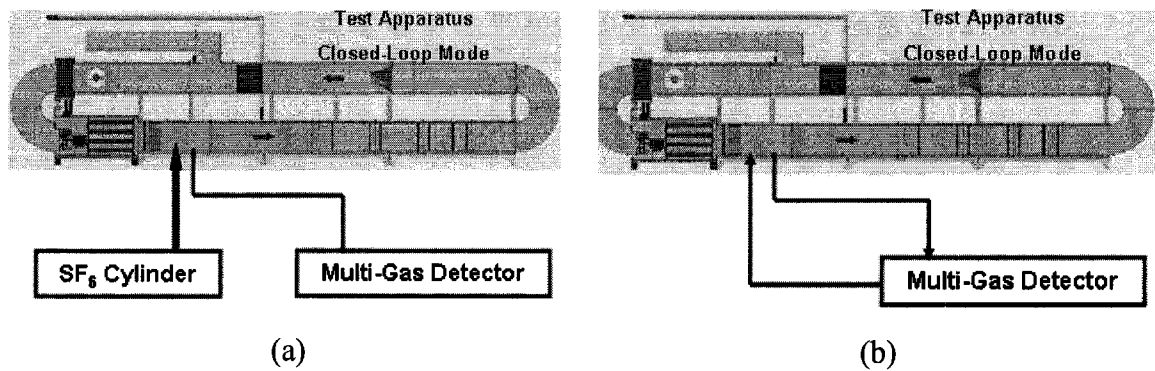 Test Apparatus
Closed-Loop Mode
SF₆ Cylinder
Multi-Gas Detector
(a)
Test Apparatus
Closed-Loop Mode
Multi-Gas Detector
(b)